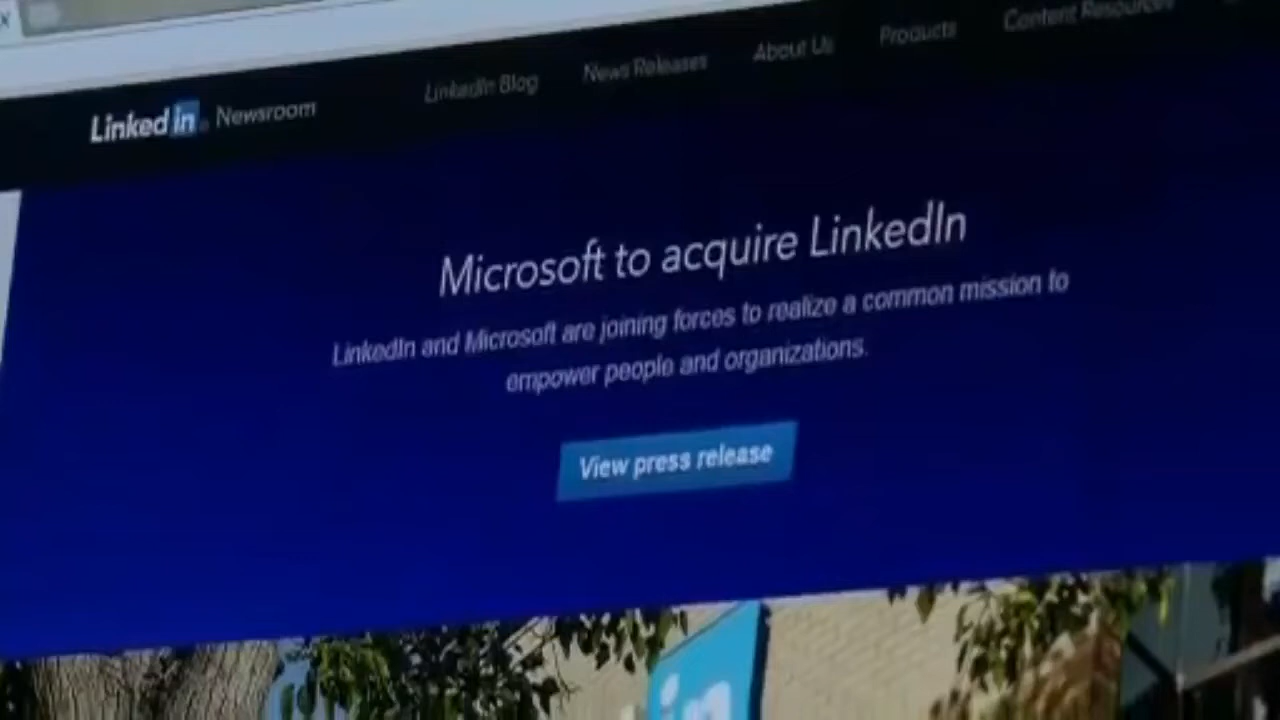 LinkedIn Newsroom
LinkedIn Blog
News Releases
About Us
Products
Content Resources
Microsoft to acquire LinkedIn
LinkedIn and Microsoft are joining forces to realize a common mission to
empower people and organizations.
View press release
in